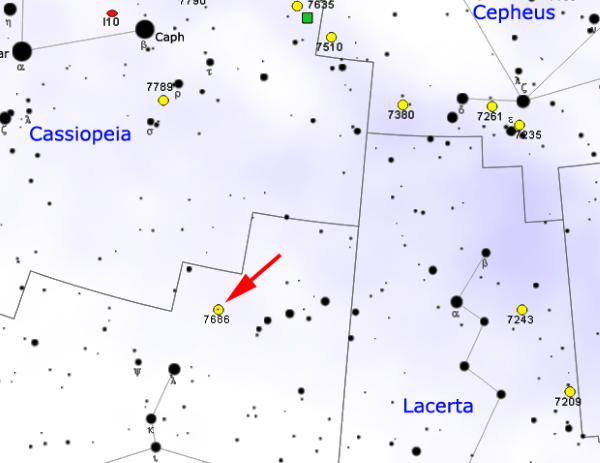 7790
7635
Cepheus
η
I10
β
Caph
7510
ar
α
τ
λ
ζ
7789
ρ
δ
7380
7261
ε
7235
ζ
λ
σ
Cassiopeia
β
α
7686
7243
ψ
λ
7209
Lacerta
κ
ι